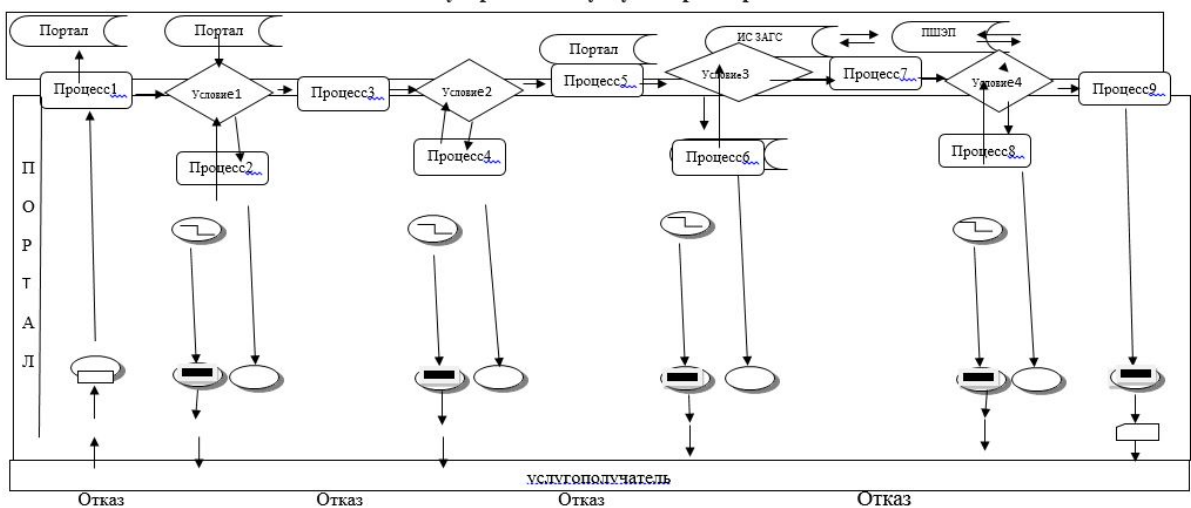 Портал
Портал
Портал
ИС ЗАГС
ПШЭП
Процесс1
Условие1
Процесс3
Условие2
Процесс5
Условие3
Процесс7
Условие4
Процесс9
Процесс2
Процесс4
Процесс6
Процесс8
П
О
Р
Т
А
Л
услугополучатель
Отказ
Отказ
Отказ
Отказ